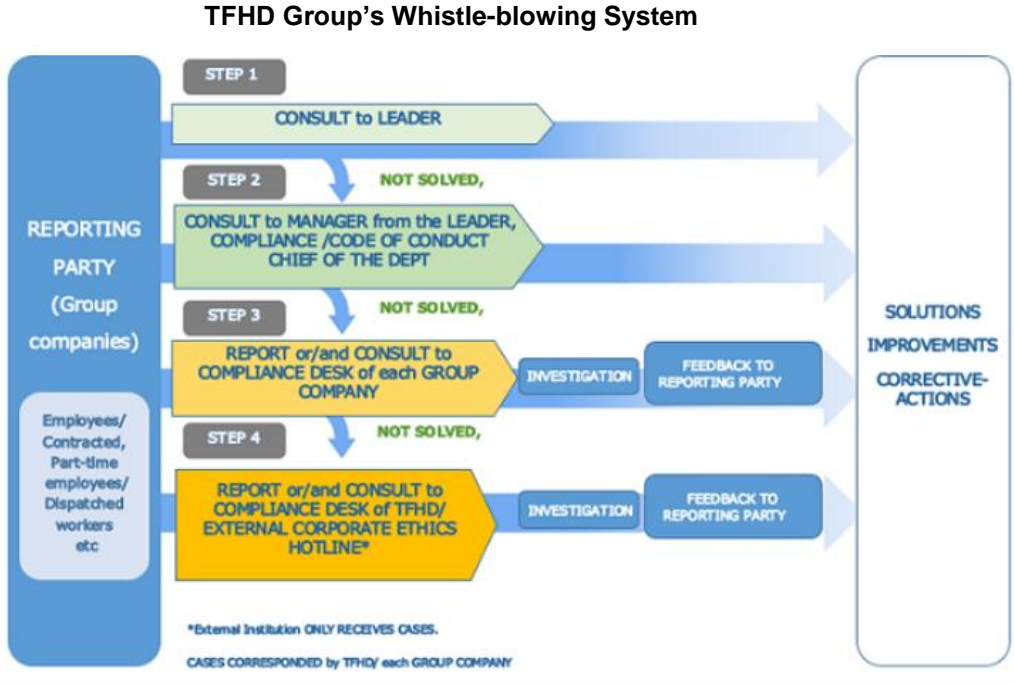 TFHD Group's Whistle-blowing System
STEP 1
CONSULT to LEADER
STEP 2
NOT SOLVED,
CONSULT to MANAGER from the LEADER,
COMPLIANCE /CODE OF CONDUCT
CHIEF OF THE DEPT
STEP 3
NOT SOLVED,
REPORT or/and CONSULT to
COMPLIANCE DESK of each GROUP
COMPANY
INVESTIGATION
FEEDBACK TO
REPORTING PARTY
STEP 4
NOT SOLVED,
REPORT or/and CONSULT to
COMPLIANCE DESK of TFHD/
EXTERNAL CORPORATE ETHICS
HOTLINE*
INVESTIGATION
FEEDBACK TO
REPORTING PARTY
REPORTING
PARTY
(Group
companies)
Employees/
Contracted,
Part-time
employees/
Dispatched
workers
etc
SOLUTIONS
IMPROVEMENTS
CORRECTIVE-
ACTIONS
*External Institution ONLY RECEIVES CASES.
CASES CORRESPONDED by TFHD/ each GROUP COMPANY